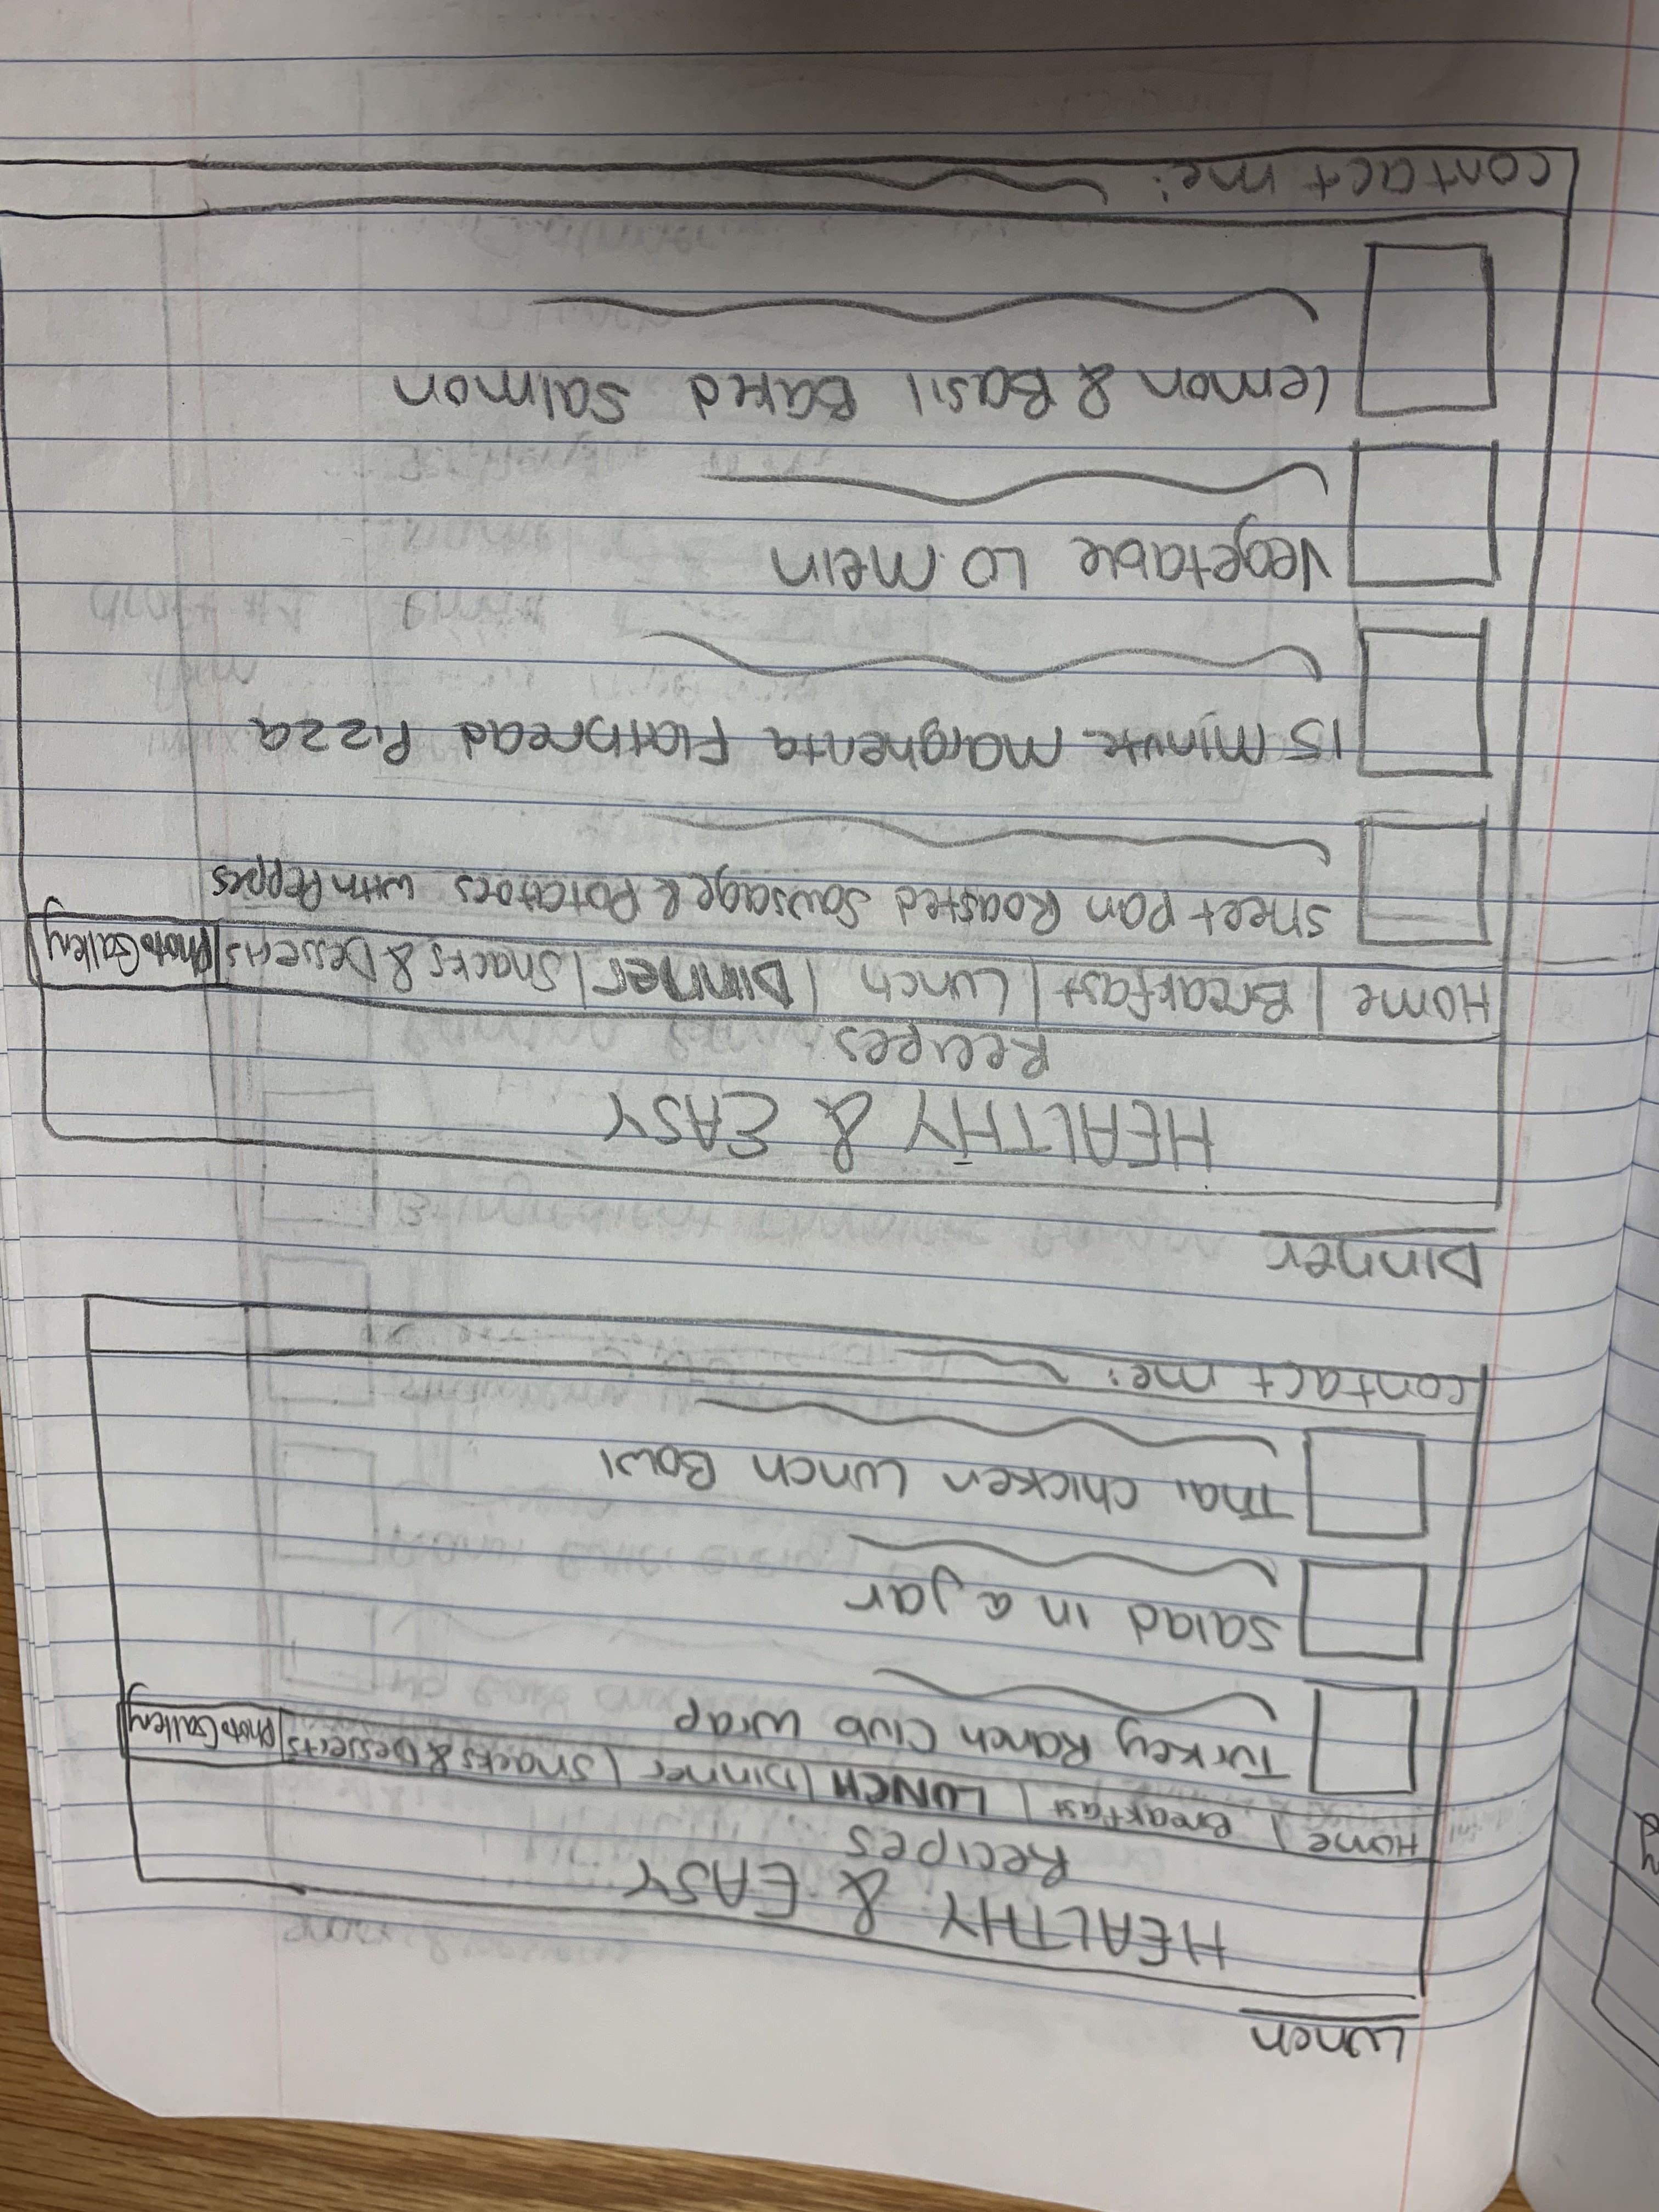 Lunch
HEALTHY & EASY
Recipes
Home | Breakfast | LUNCH | Dinner | Snacks & Desserts | Photo Gallery
Turkey Ranch Club Wrap
Salad in a jar
Thai chicken Lunch Bowl
contact me:
Dinner
HEALTHY & EASY
Recipes
Home | Breakfast | Lunch | Dinner | Snacks & Desserts | Photo Gallery
Sheet Pan Roasted Sausage & Potatoes with Peppers
15 Minute Margherita Flatbread Pizza
Vegetable Lo Mein
Lemon & Basil Baked Salmon
contact me: